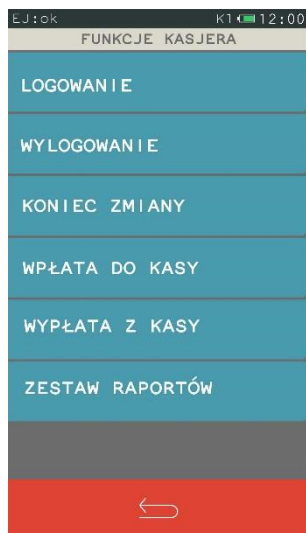 EJ:ok K1 12:00
FUNKCJE KASJERA
LOGOWANIE
WYLOGOWANIE
KONIEC ZMIANY
WPŁATA DO KASY
WYPŁATA Z KASY
ZESTAW RAPORTÓW